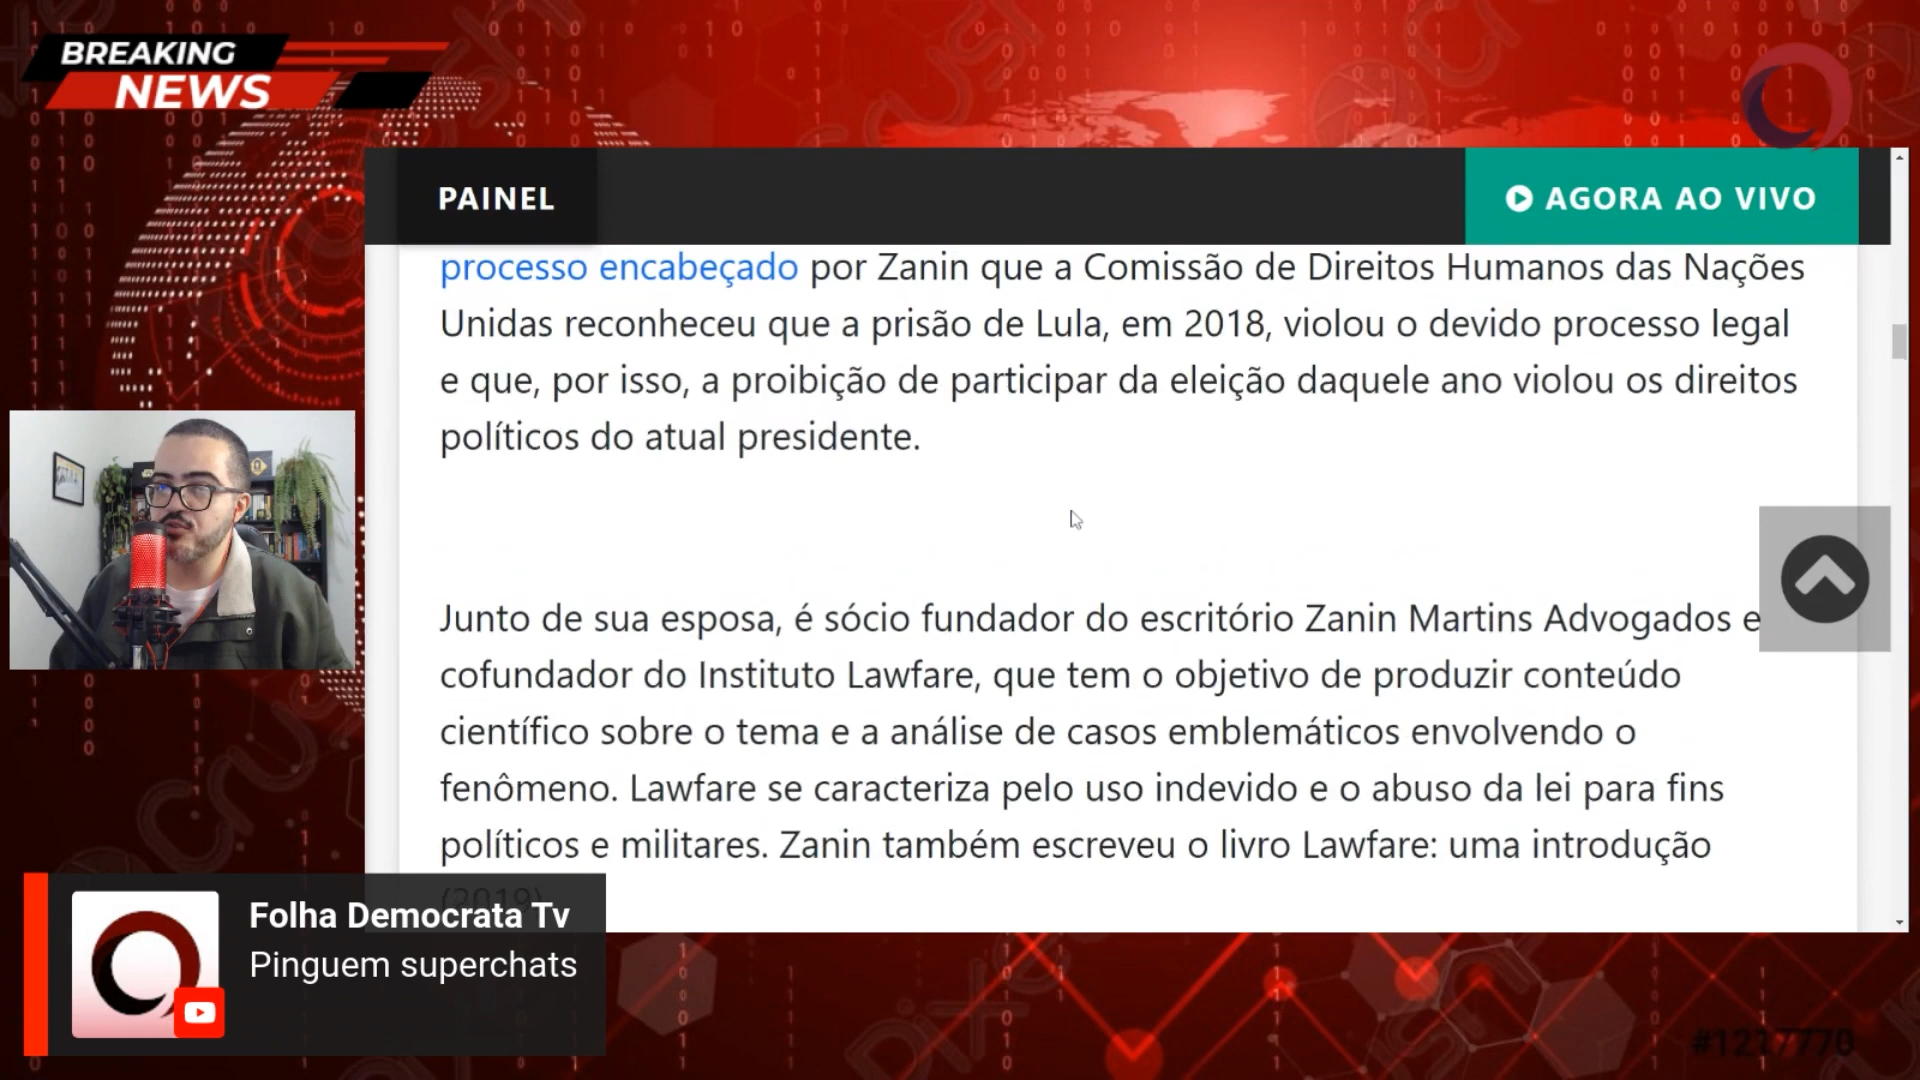 BREAKING
NEWS
PAINEL
AGORA AO VIVO
processo encabeçado por Zanin que a Comissão de Direitos Humanos das Nações
Unidas reconheceu que a prisão de Lula, em 2018, violou o devido processo legal
e que, por isso, a proibição de participar da eleição daquele ano violou os direitos
políticos do atual presidente.
Junto de sua esposa, é sócio fundador do escritório Zanin Martins Advogados e
cofundador do Instituto Lawfare, que tem o objetivo de produzir conteúdo
científico sobre o tema e a análise de casos emblemáticos envolvendo o
fenômeno. Lawfare se caracteriza pelo uso indevido e o abuso da lei para fins
políticos e militares. Zanin também escreveu o livro Lawfare: uma introdução
(2019)
Folha Democrata Tv
Pinguem superchats
#1217770